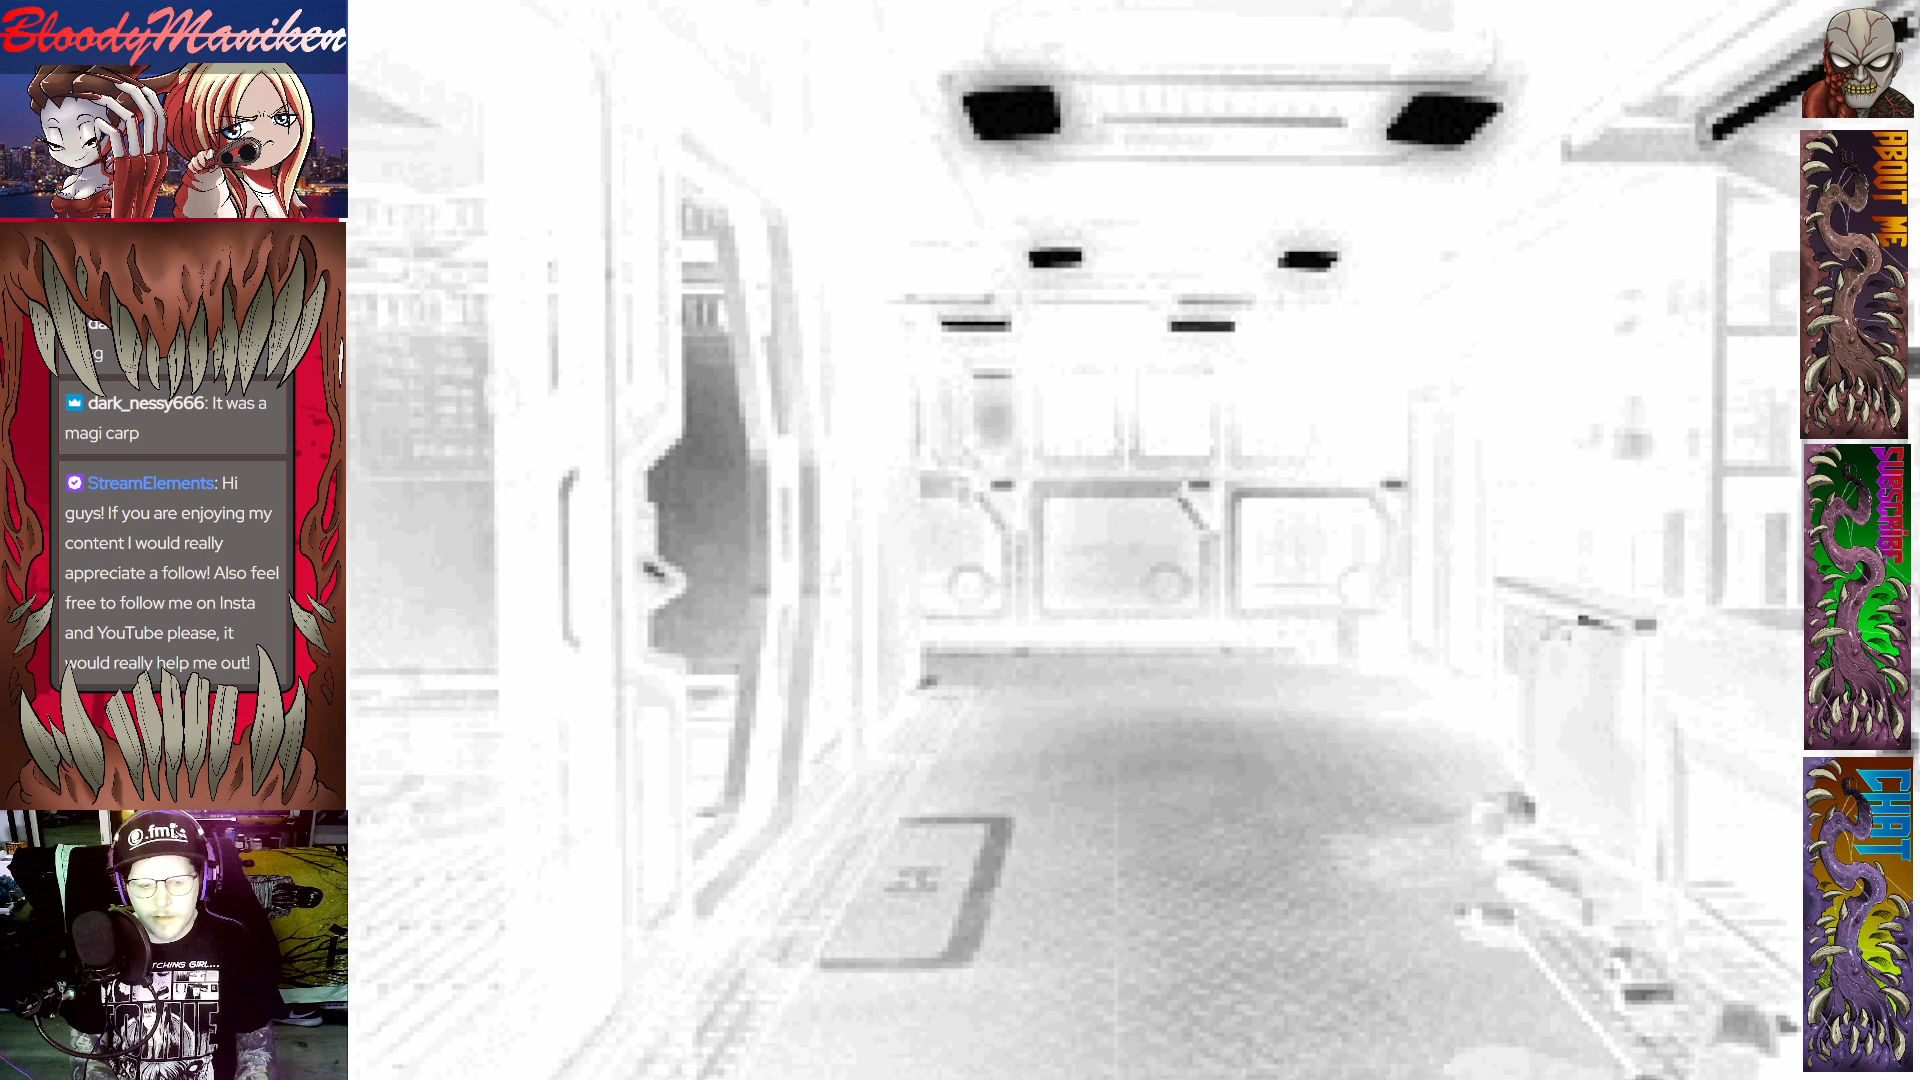 BloodyManiken
g
dark_nessy666: It was a
magi carp
StreamElements: Hi
guys! If you are enjoying my
content I would really
appreciate a follow! Also feel
free to follow me on Insta
and YouTube please, it
would really help me out!
TCHING GIRL...
ABOUT ME
SUBSCRIBE
CHAT